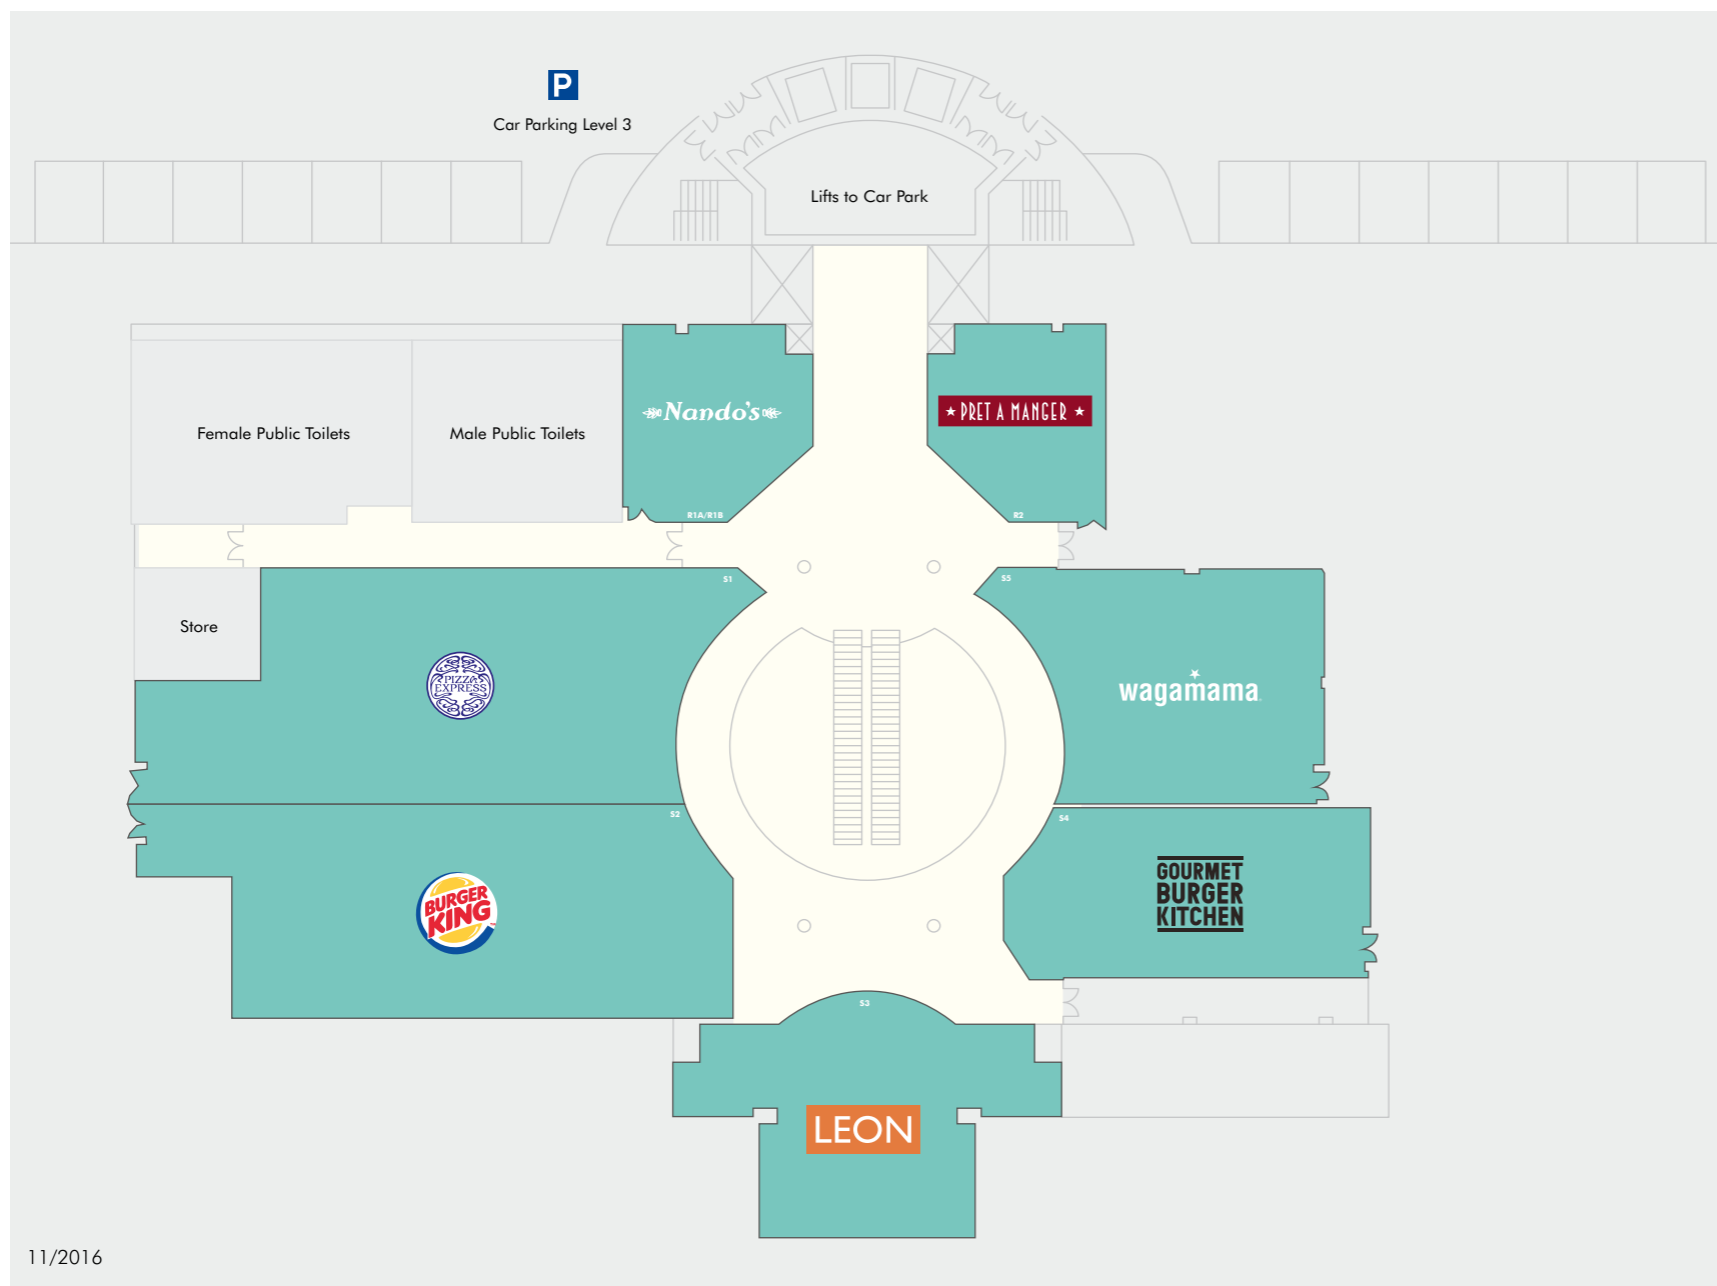 P
Car Parking Level 3
Lifts to Car Park
Female Public Toilets
Male Public Toilets
Nando's
PRET A MANGER
R1A/R1B
R2
S1
S5
Store
PIZZA
EXPRESS
wagamama
S2
S4
BURGER
KING
GOURMET
BURGER
KITCHEN
S3
LEON
11/2016